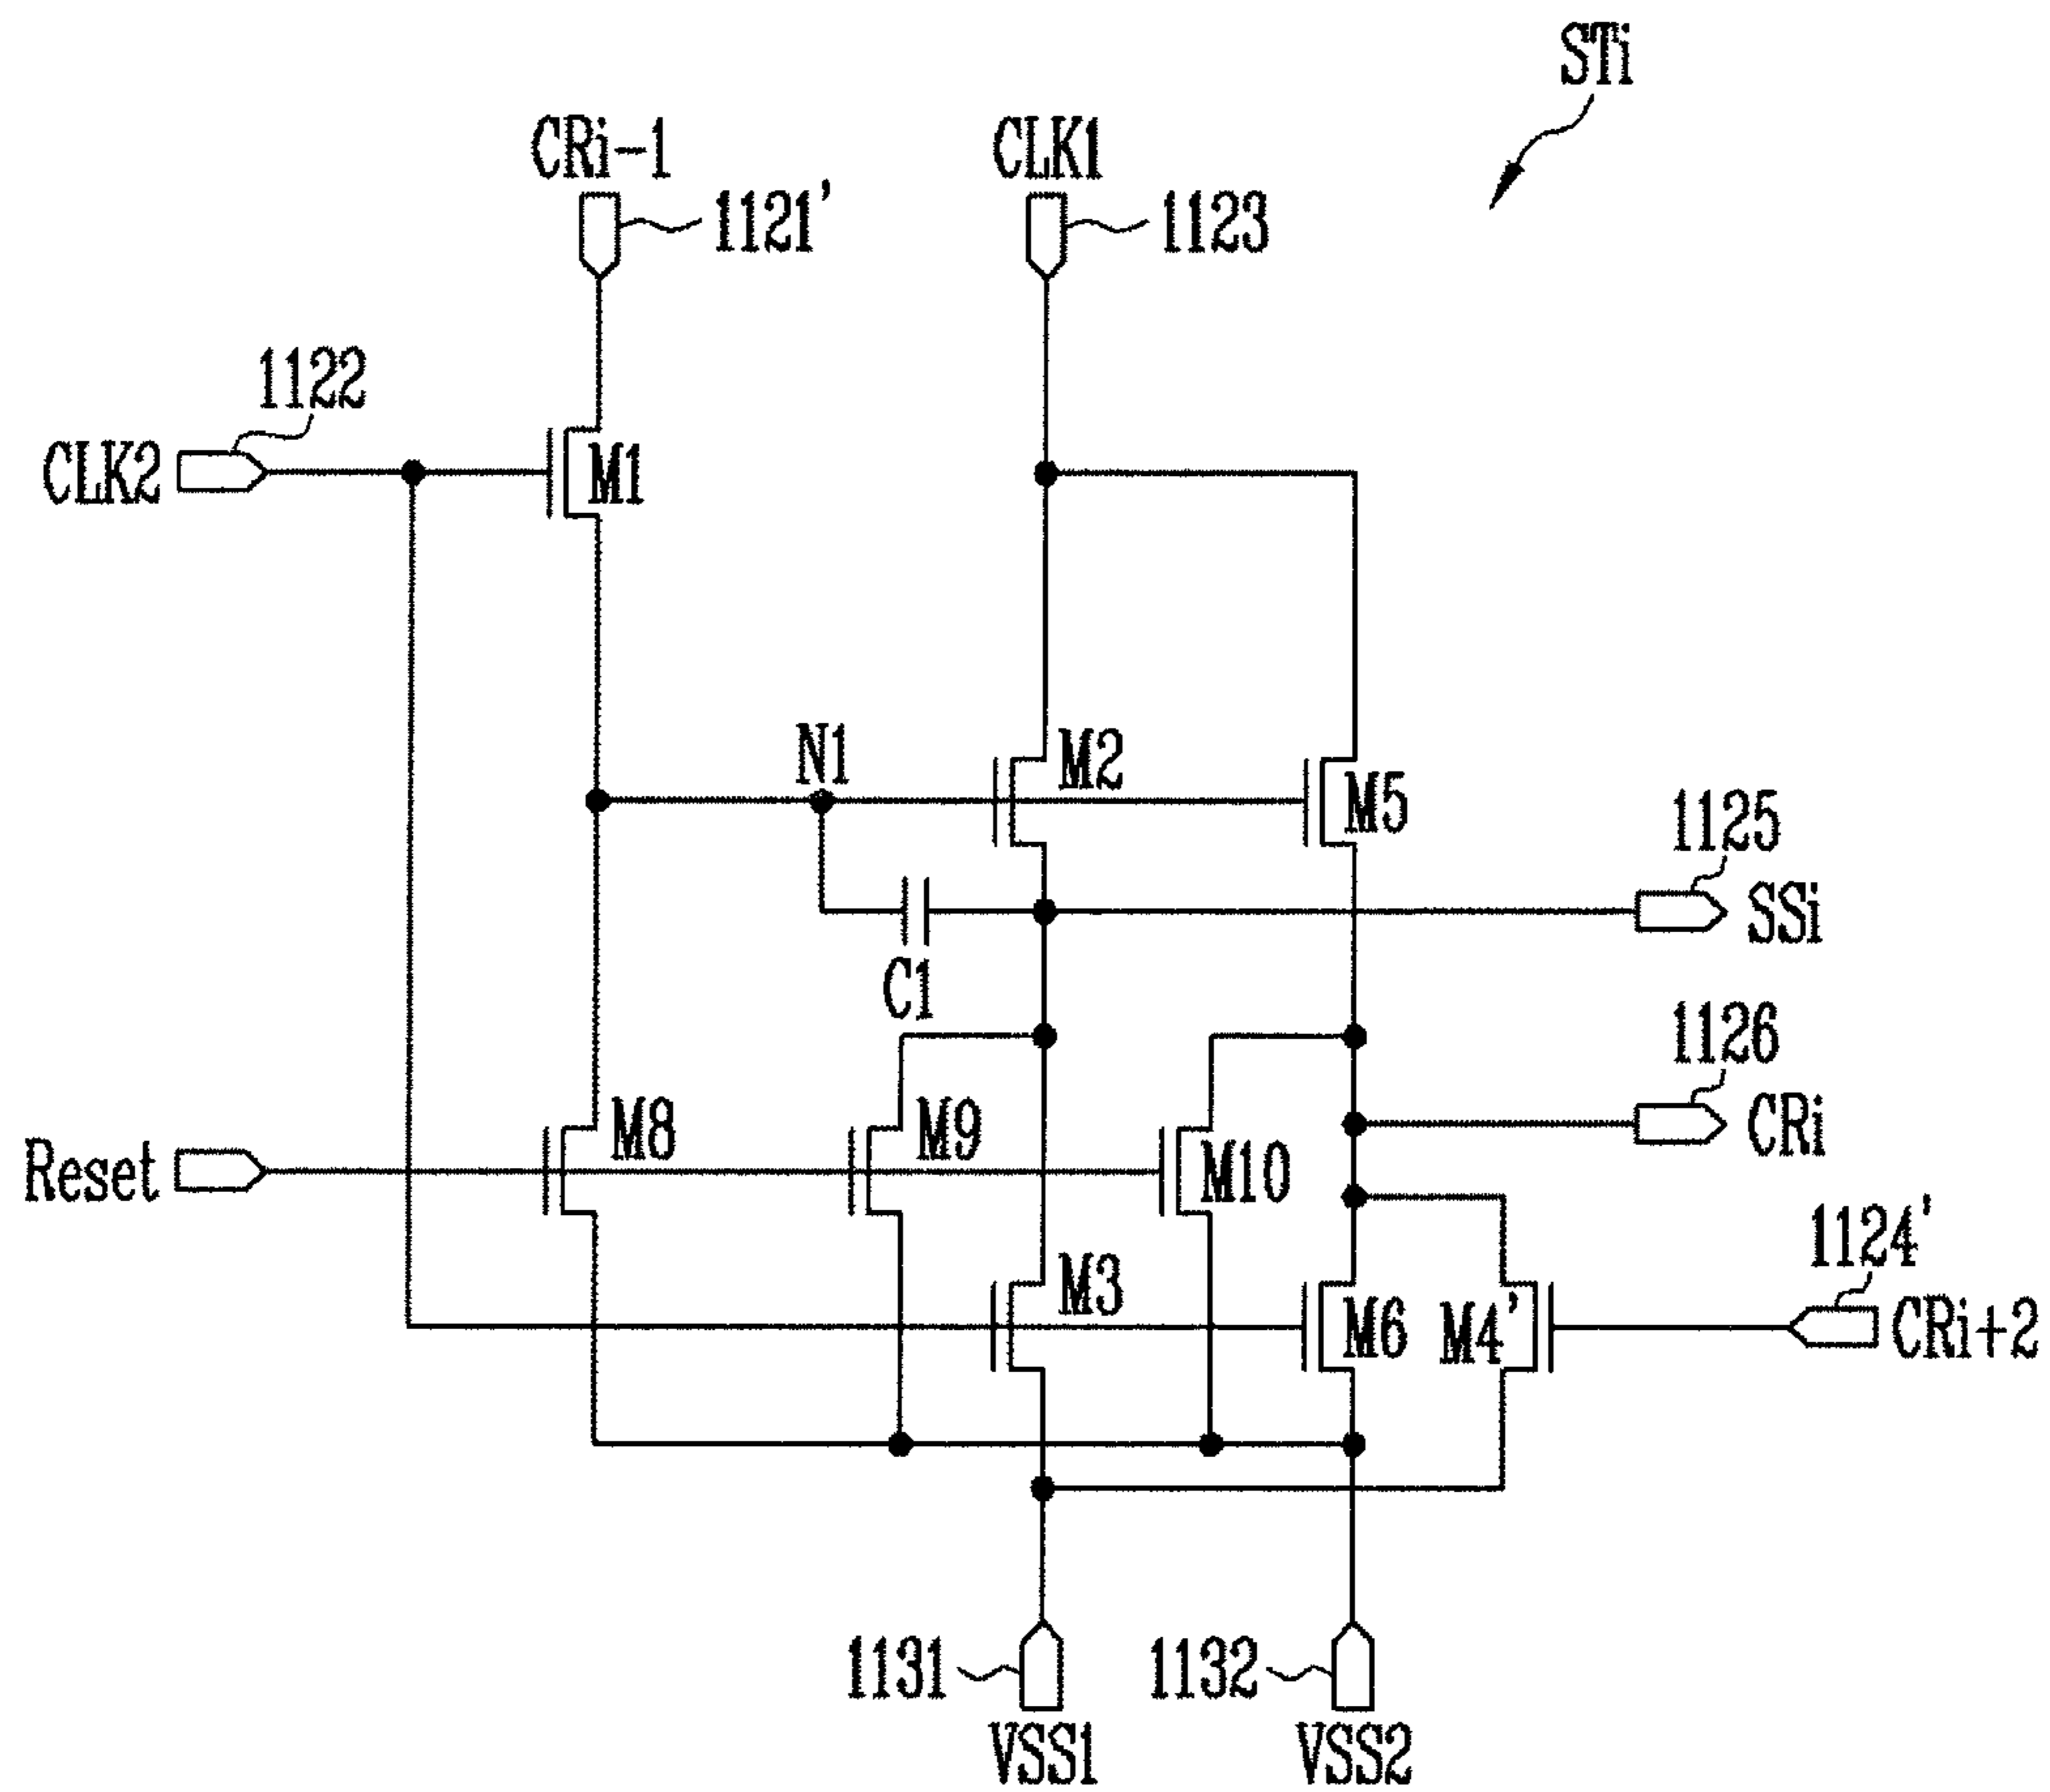 STi
CRi-1
CLK1
1121'
1123
1122
CLK2
M1
N1
M2
M5
1125
SSi
C1
1126
CRi
M8
M9
M10
Reset
1124'
CRi+2
M3
M6
M4'
1131
1132
VSS1
VSS2